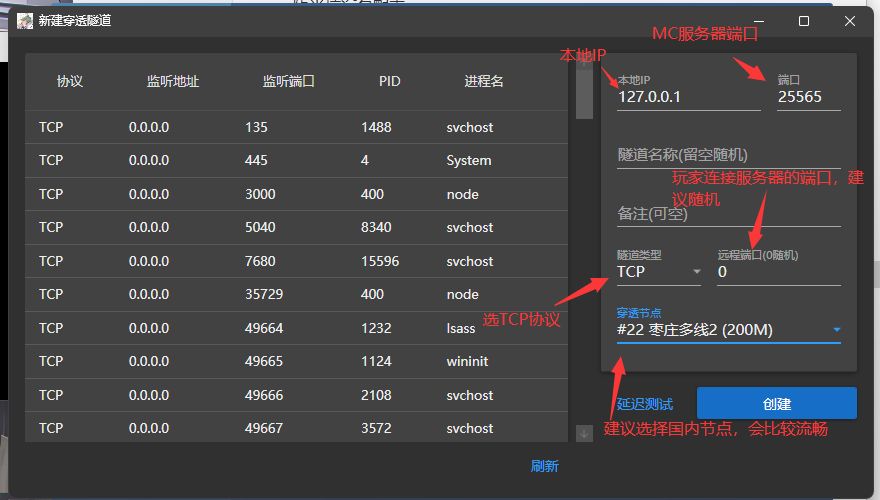 新建穿透隧道
MC服务器端口
本地IP
协议 监听地址 监听端口 PID 进程名
TCP 0.0.0.0 135 1488 svchost
TCP 0.0.0.0 445 4 System
TCP 0.0.0.0 3000 400 node
TCP 0.0.0.0 5040 8340 svchost
TCP 0.0.0.0 7680 15596 svchost
TCP 0.0.0.0 35729 400 node
TCP 0.0.0.0 49664 1232 lsass
TCP 0.0.0.0 49665 1124 wininit
TCP 0.0.0.0 49666 2108 svchost
TCP 0.0.0.0 49667 3572 svchost
刷新
本地IP 端口
127.0.0.1 25565
隧道名称(留空随机)
玩家连接服务器的端口，建
议随机
备注(可空)
隧道类型 远程端口(0随机)
TCP 0
选TCP协议
穿透节点
#22 枣庄多线2 (200M)
延迟测试 创建
建议选择国内节点，会比较流畅